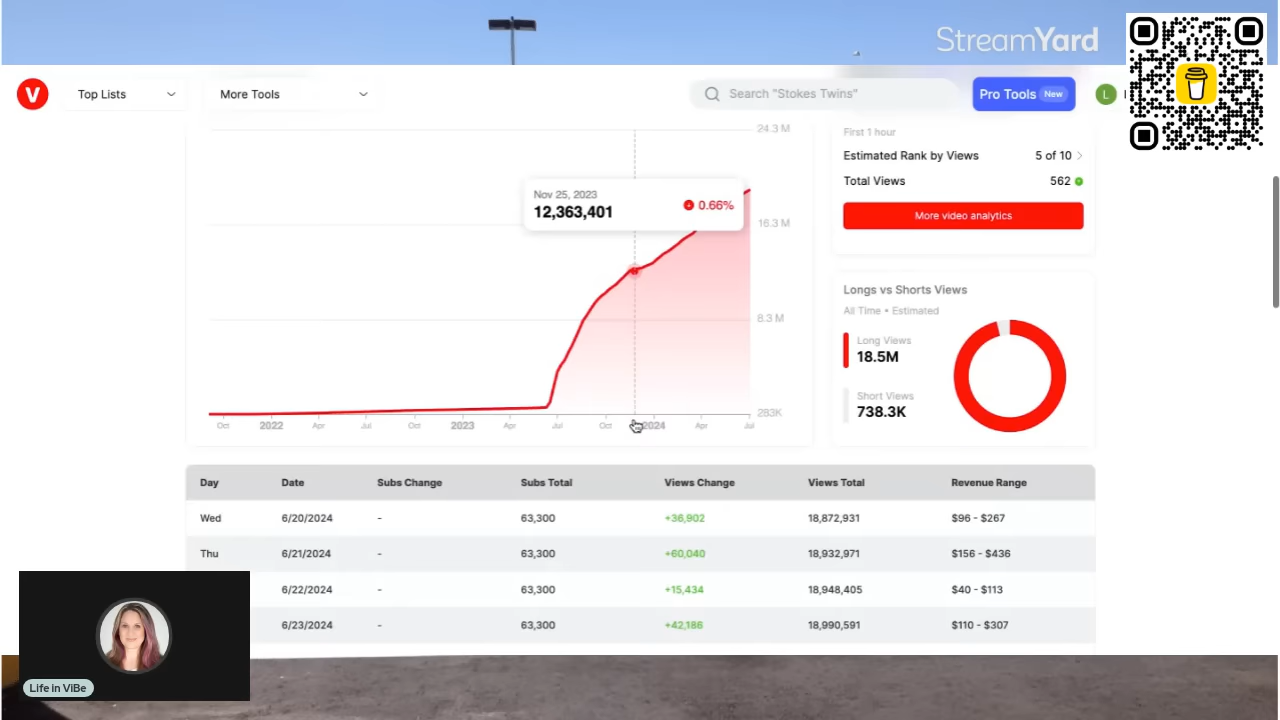 StreamYard
V
Top Lists
More Tools
Search "Stokes Twins"
Pro Tools New
L
24.3 M
Nov 25, 2023
12,363,401
0.66%
16.3 M
8.3 M
283K
Oct 2022 Apr Jul Oct 2023 Apr Jul Oct 2024 Apr Jul
First 1 hour
Estimated Rank by Views 5 of 10
Total Views 562
More video analytics
Longs vs Shorts Views
All Time • Estimated
Long Views
18.5M
Short Views
738.3K
Day Date Subs Change Subs Total Views Change Views Total Revenue Range
Wed 6/20/2024 - 63,300 +36,902 18,872,931 $96 - $267
Thu 6/21/2024 - 63,300 +60,040 18,932,971 $156 - $436
6/22/2024 - 63,300 +15,434 18,948,405 $40 - $113
6/23/2024 - 63,300 +42,186 18,990,591 $110 - $307
Life in ViBe